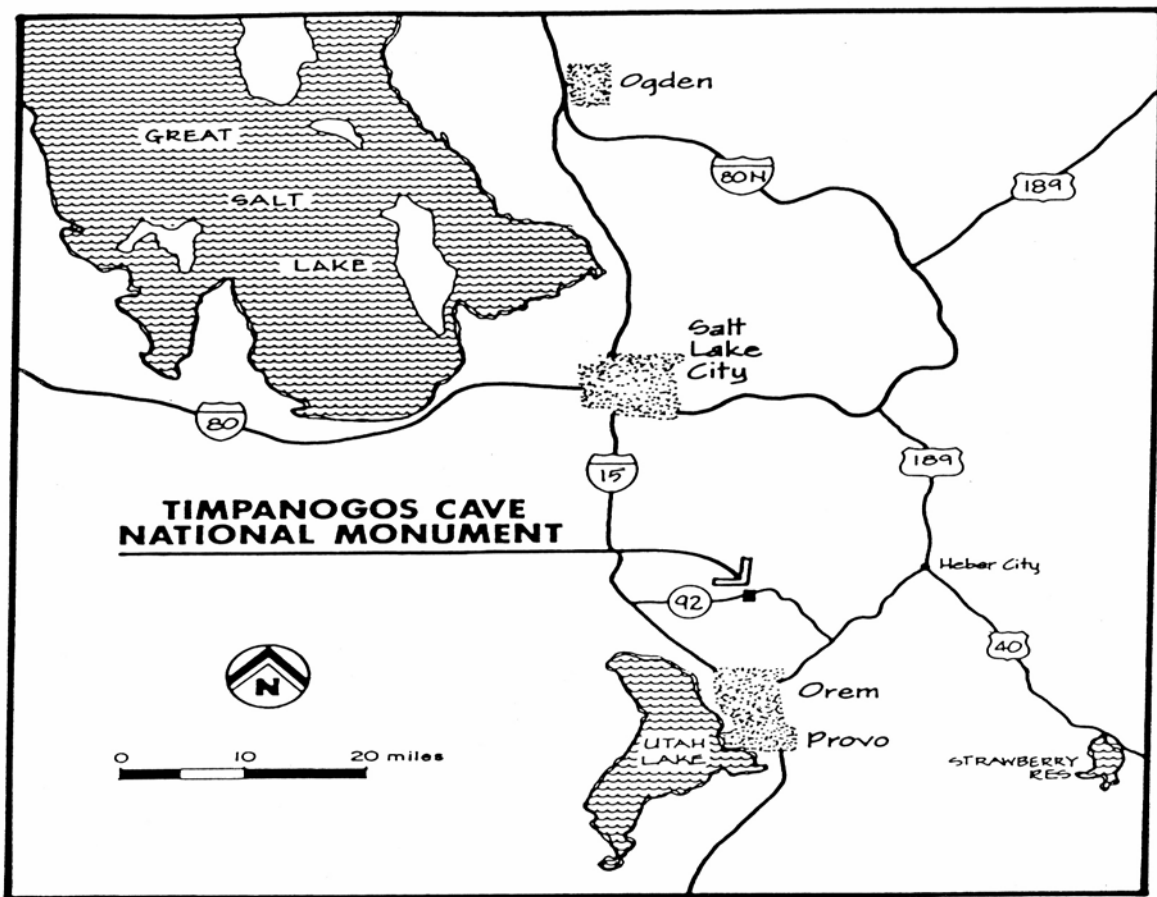 Ogden
GREAT
80N
189
SALT
LAKE
Salt
Lake
City
80
15
189
TIMPANOGOS CAVE
NATIONAL MONUMENT
Heber City
92
40
N
Orem
Provo
UTAH
LAKE
0 10 20 miles
STRAWBERRY
RES